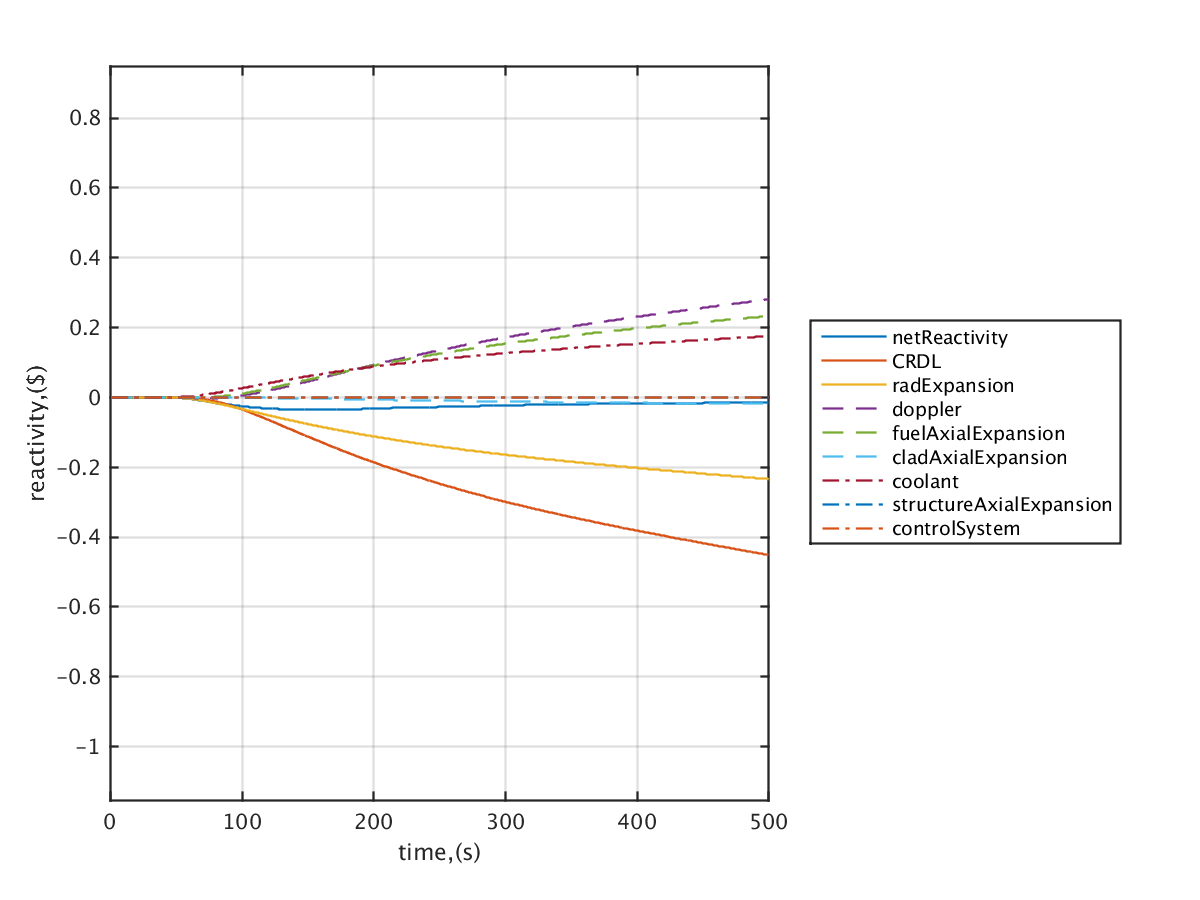 0.8
0.6
0.4
0.2
0
-0.2
-0.4
-0.6
-0.8
-1
reactivity,($)
0 100 200 300 400 500
time,(s)
netReactivity
CRDL
radExpansion
doppler
fuelAxialExpansion
cladAxialExpansion
coolant
structureAxialExpansion
controlSystem